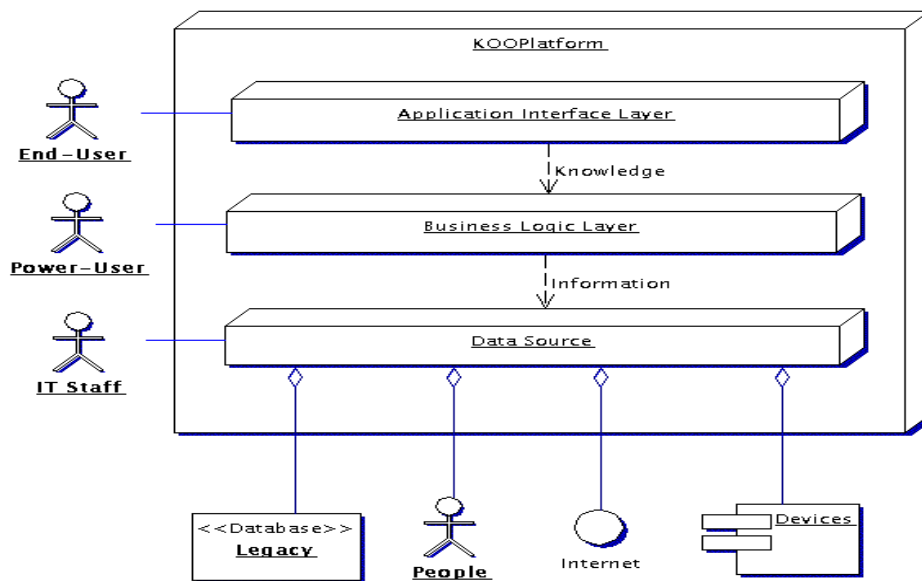 KOOPlatform
Application Interface Layer
End-User
Knowledge
Business Logic Layer
Power-User
Information
Data Source
IT Staff
<<Database>>
Legacy
People
Internet
Devices